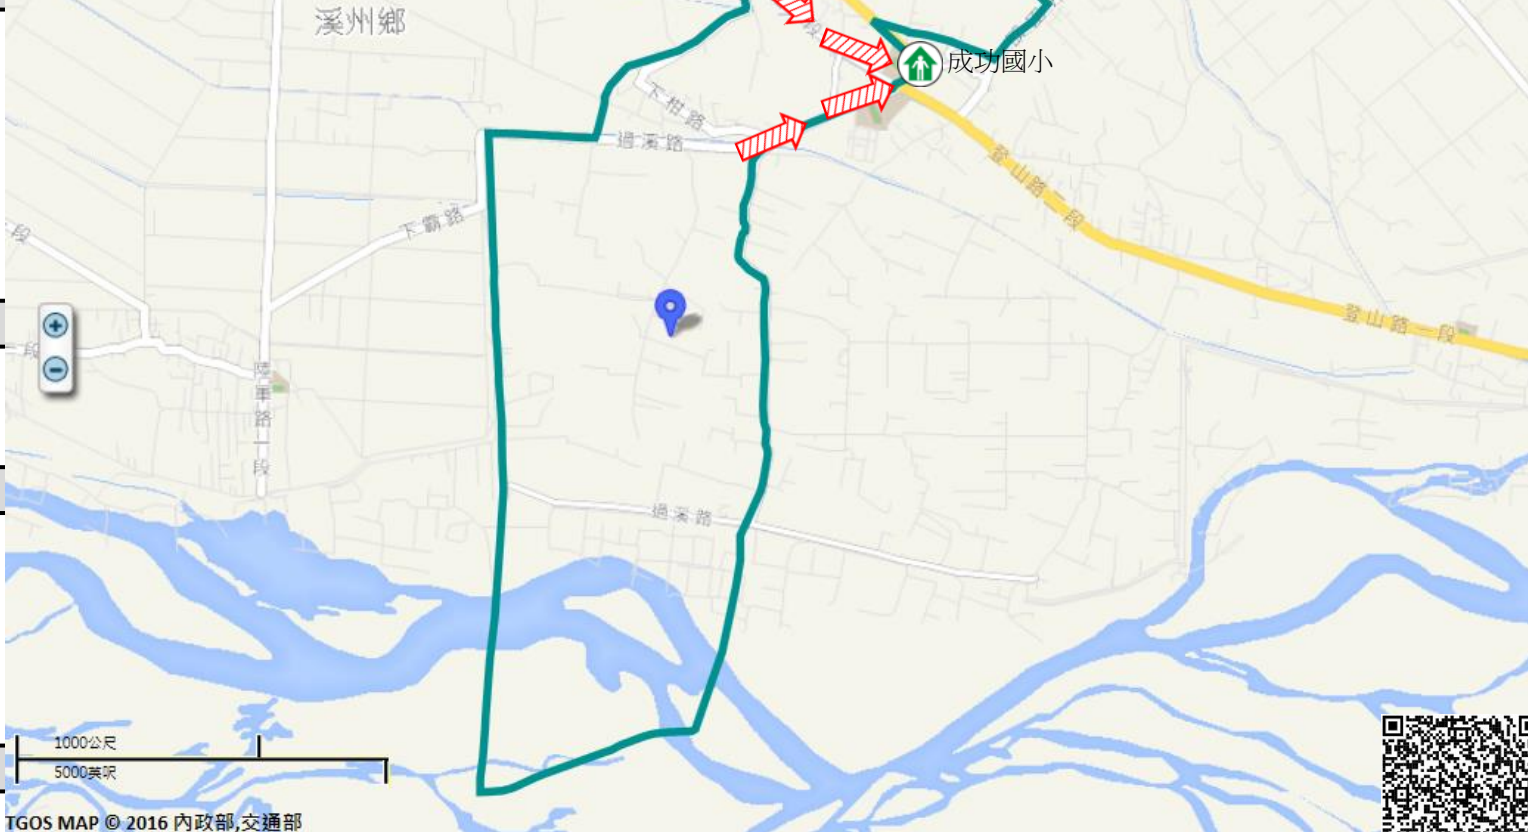 溪州鄉
成功國小
下柑路
過溪路
登山路二段
下霸路
段
登山路一段
一段
陸軍路一段
過溪路
1000公尺
5000英呎
TGOS MAP © 2016 內政部,交通部